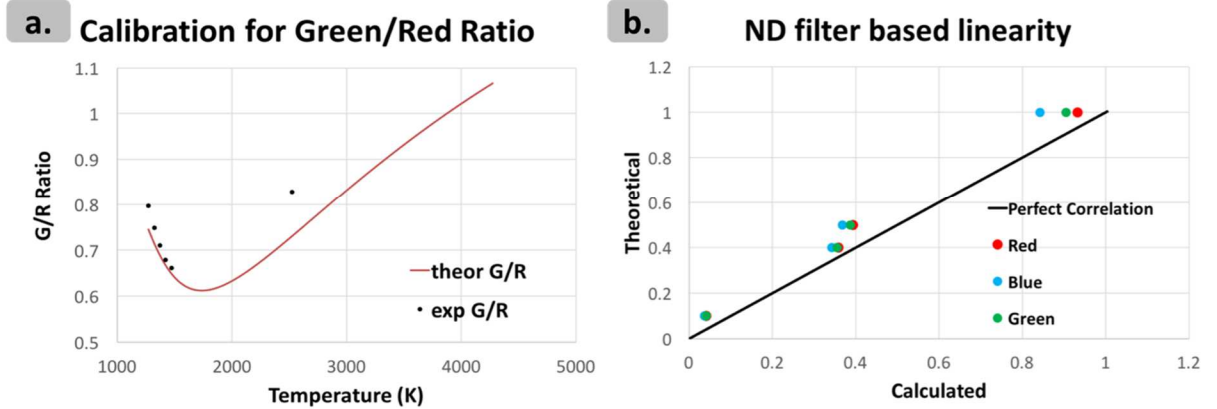 a. Calibration for Green/Red Ratio
1.1
1
0.9
0.8
0.7
0.6
0.5
G/R Ratio
theor G/R
exp G/R
1000 2000 3000 4000 5000
Temperature (K)
b. ND filter based linearity
1.2
1
0.8
0.6
0.4
0.2
0
Theoretical
Perfect Correlation
Red
Blue
Green
0 0.2 0.4 0.6 0.8 1 1.2
Calculated